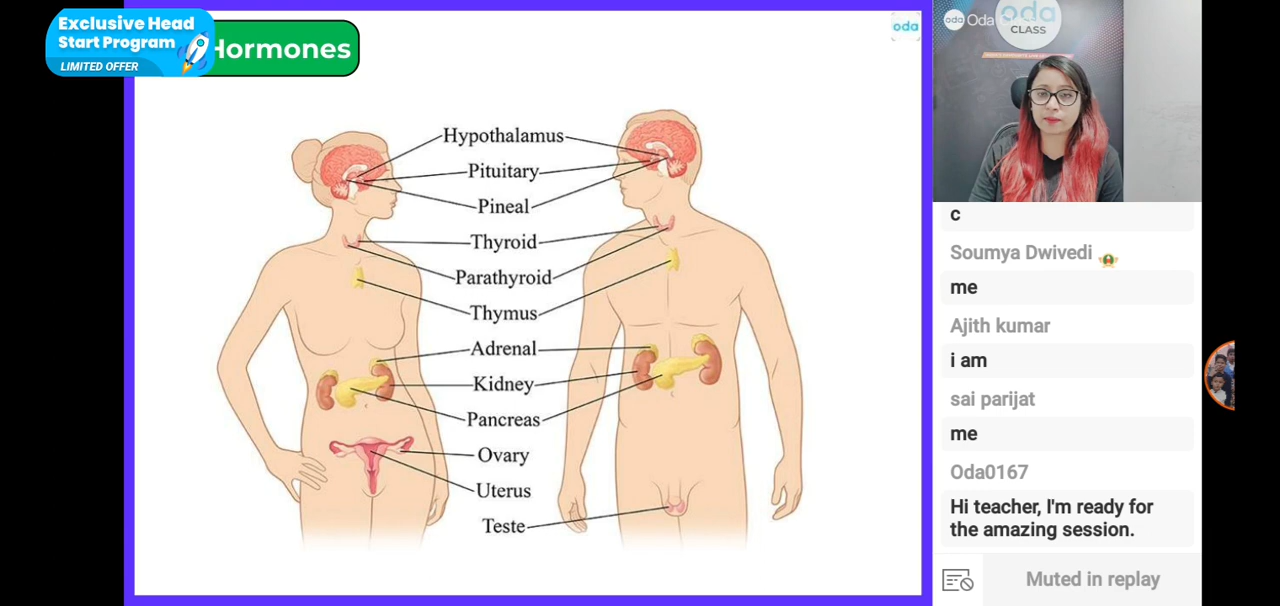 Exclusive Head
Start Program
LIMITED OFFER
Hormones
oda
Hypothalamus
Pituitary
Pineal
Thyroid
Parathyroid
Thymus
Adrenal
Kidney
Pancreas
Ovary
Uterus
Teste
oda
Oda
oda
CLASS
c
Soumya Dwivedi
me
Ajith kumar
i am
sai parijat
me
Oda0167
Hi teacher, I'm ready for
the amazing session.
Muted in replay